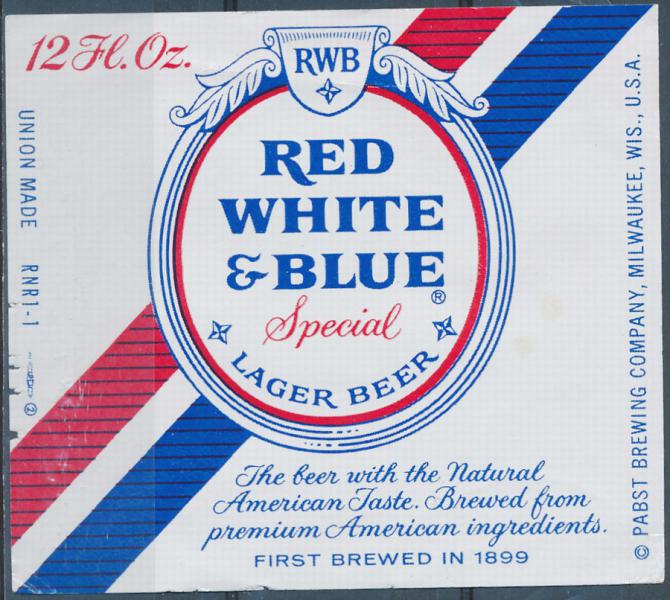 12 Fl. Oz.
RWB
RED
WHITE
& BLUE®
Special
LAGER BEER
The beer with the Natural
American Taste. Brewed from
premium American ingredients.
FIRST BREWED IN 1899
UNION MADE RNR1-1
2
© PABST BREWING COMPANY, MILWAUKEE, WIS., U.S.A.